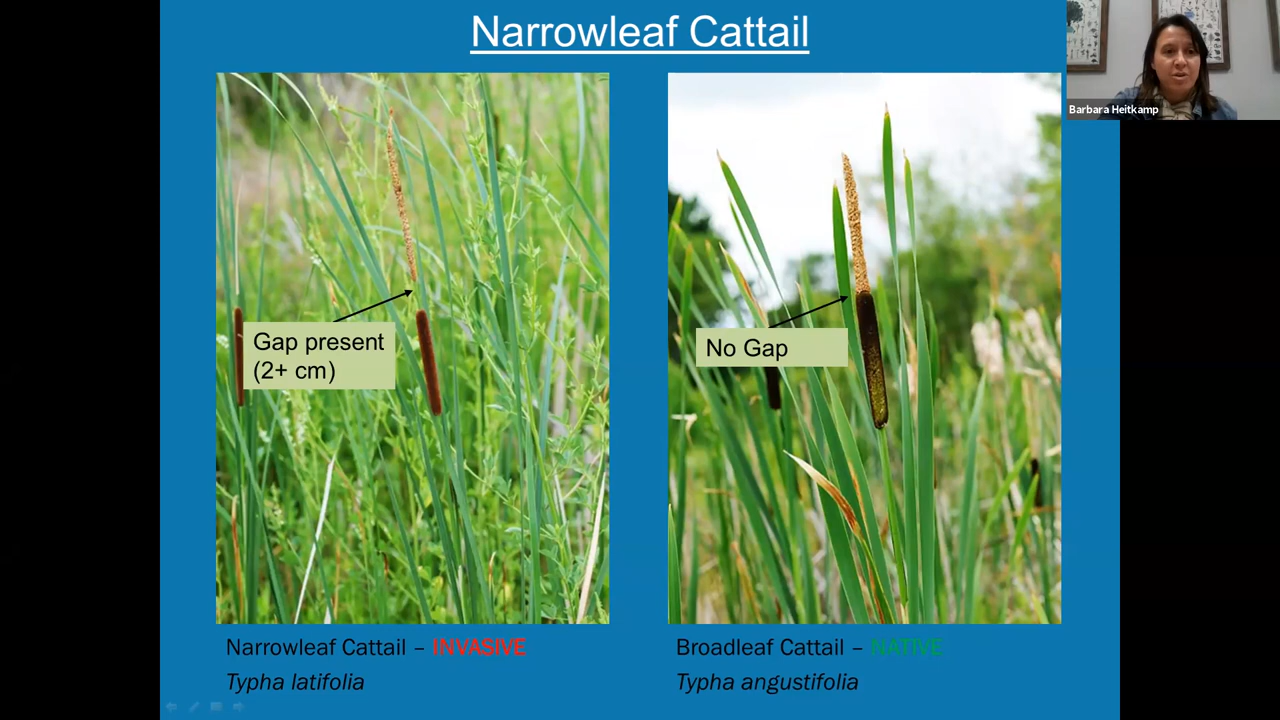 Narrowleaf Cattail
Barbara Heitkamp
Gap present
(2+ cm)
No Gap
Narrowleaf Cattail – INVASIVE
Typha latifolia
Broadleaf Cattail – NATIVE
Typha angustifolia